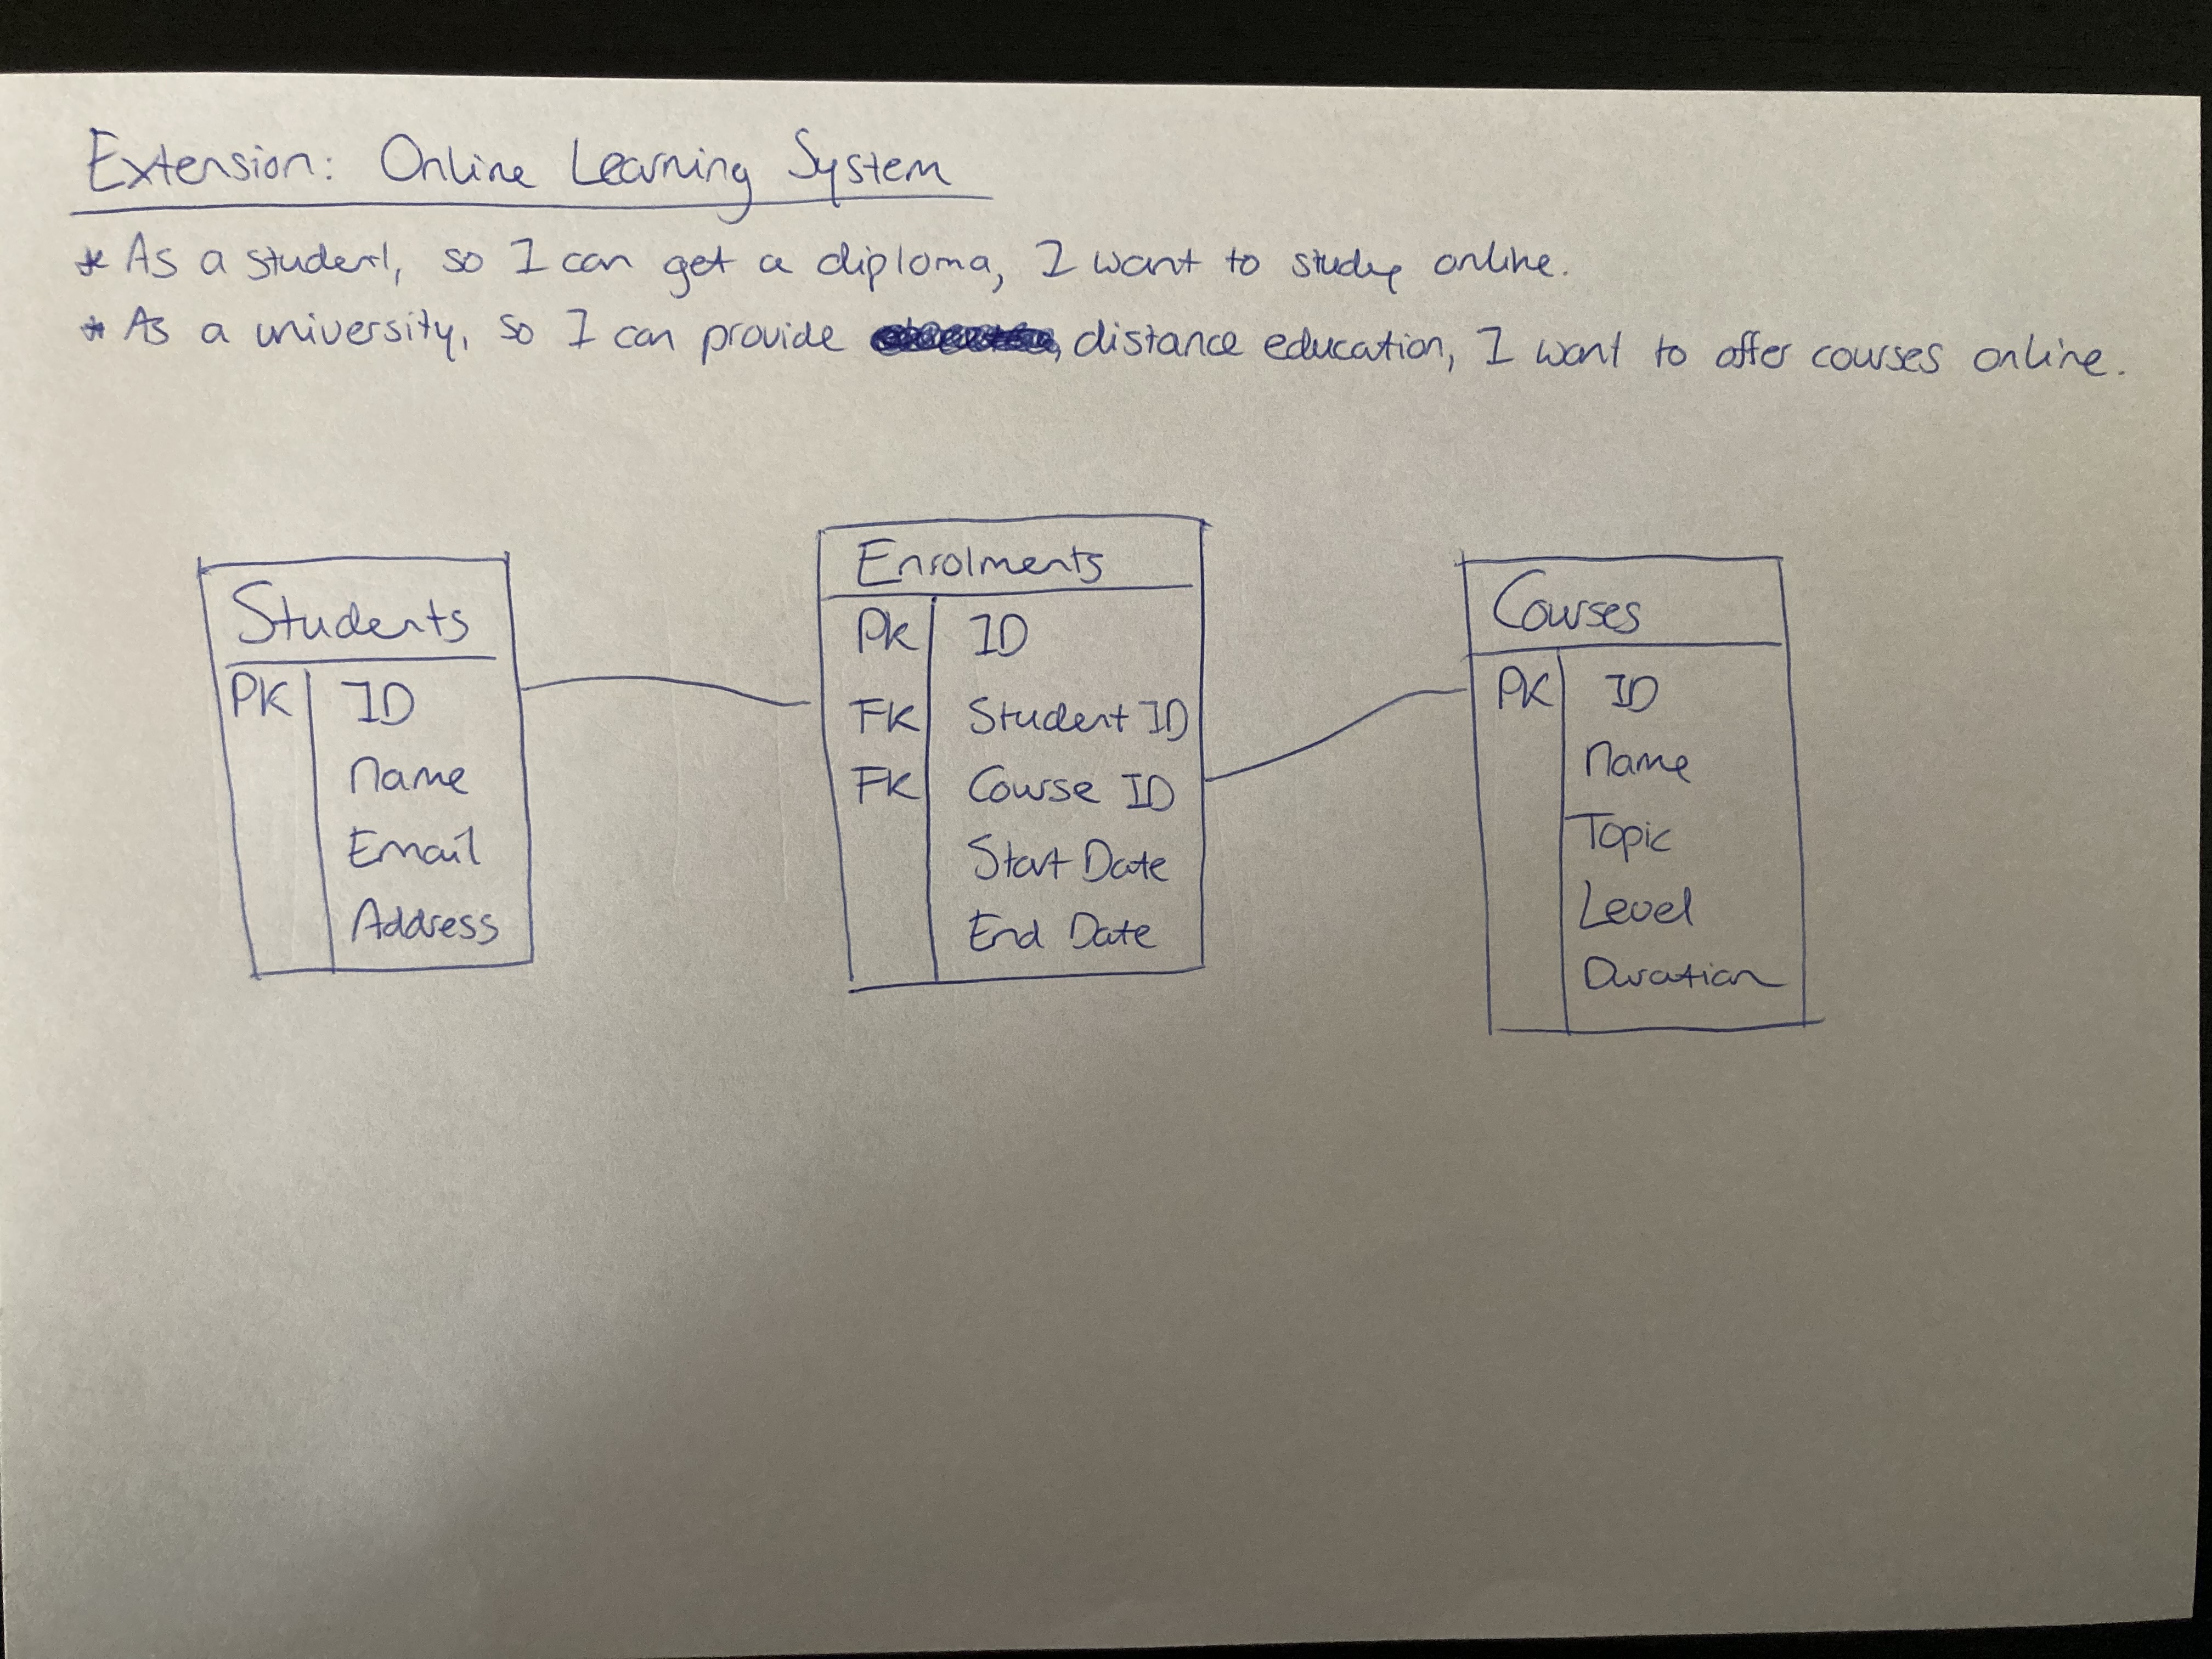 Extension: Online Learning System
* As a student, so I can get a diploma, I want to study online.
* As a university, so I can provide distance education, I want to offer courses online.
Students
PK ID
Name
Email
Address
Enrolments
PK ID
FK Student ID
FK Course ID
Start Date
End Date
Courses
PK ID
Name
Topic
Level
Duration